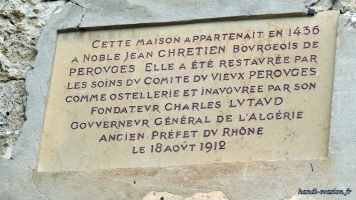 CETTE MAISON APPARTENAIT EN 1436
A NOBLE JEAN CHRETIEN BOVRGEOIS DE
PEROVGES ELLE A ÉTÉ RESTAVRÉE PAR
LES SOINS DV COMITÉ DV VIEVX PEROVGES
COMME OSTELLERIE ET INAVGVREE PAR SON
FONDATEVR CHARLES LVTAVD
GOVVERNEVR GÉNÉRAL DE L'ALGÉRIE
ANCIEN PRÉFET DV RHÔNE
LE 18 AOVT 1912
handi-evasion.fr